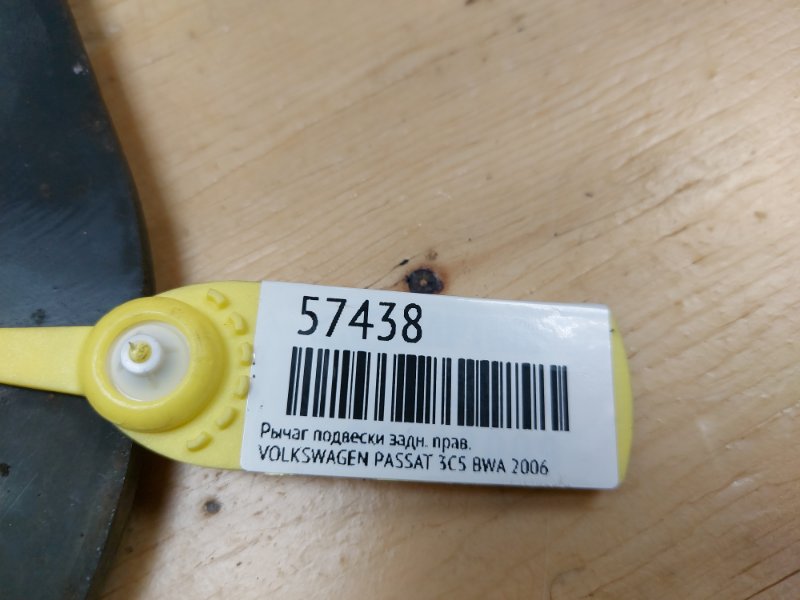 57438
Рычаг подвески задн. прав.
VOLKSWAGEN PASSAT 3C5 BWA 2006